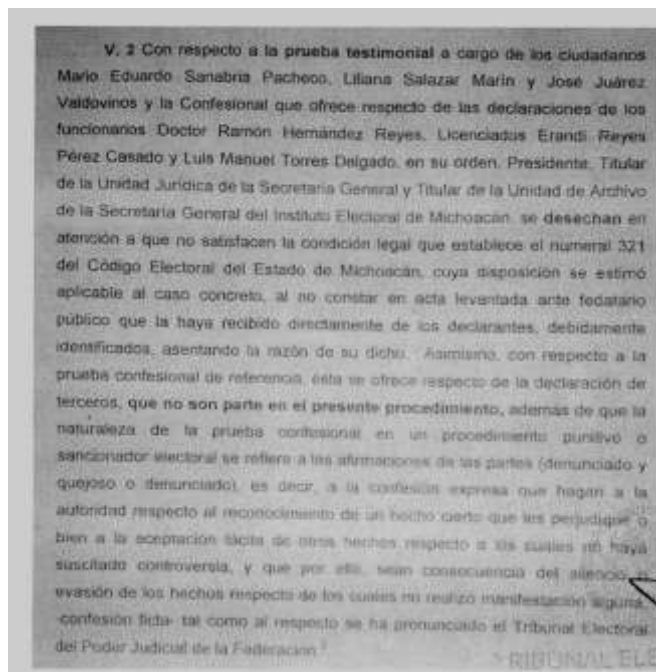 V. 2 Con respecto a la prueba testimonial a cargo de los ciudadanos
Mario Eduardo Sanabria Pacheco, Liliana Salazar Marín y José Juárez
Valdovinos y la Confesional que ofrece respecto de las declaraciones de los
funcionarios Doctor Ramón Hernández Reyes, Licenciados Erandi Reyes
Pérez Casado y Luis Manuel Torres Delgado, en su orden, Presidente, Titular
de la Unidad Jurídica de la Secretaría General y Titular de la Unidad de Archivo
de la Secretaría General del Instituto Electoral de Michoacán, se desechan en
atención a que no satisfacen la condición legal que establece el numeral 321
del Código Electoral del Estado de Michoacán, cuya disposición se estimó
aplicable al caso concreto, al no constar en acta levantada ante fedatario
público que la haya recibido directamente de los declarantes, debidamente
identificados, asentando la razón de su dicho. Asimismo, con respecto a la
prueba confesional de referencia, ésta se ofrece respecto de la declaración de
terceros, que no son parte en el presente procedimiento, además de que la
naturaleza de la prueba confesional en un procedimiento punitivo o
sancionador electoral se refiere a las afirmaciones de las partes (denunciado y
quejoso o denunciado), es decir, a la confesión expresa que hagan a la
autoridad respecto al reconocimiento de un hecho cierto que les perjudique o
bien a la aceptación tácita de otros hechos respecto a los cuales no haya
suscitado controversia, y que por ello, sean consecuencia del silencio o
evasión de los hechos respecto de los cuales no realizó manifestación alguna,
-confesión ficta- tal como al respecto se ha pronunciado el Tribunal Electoral
del Poder Judicial de la Federación.
TRIBUNAL ELE